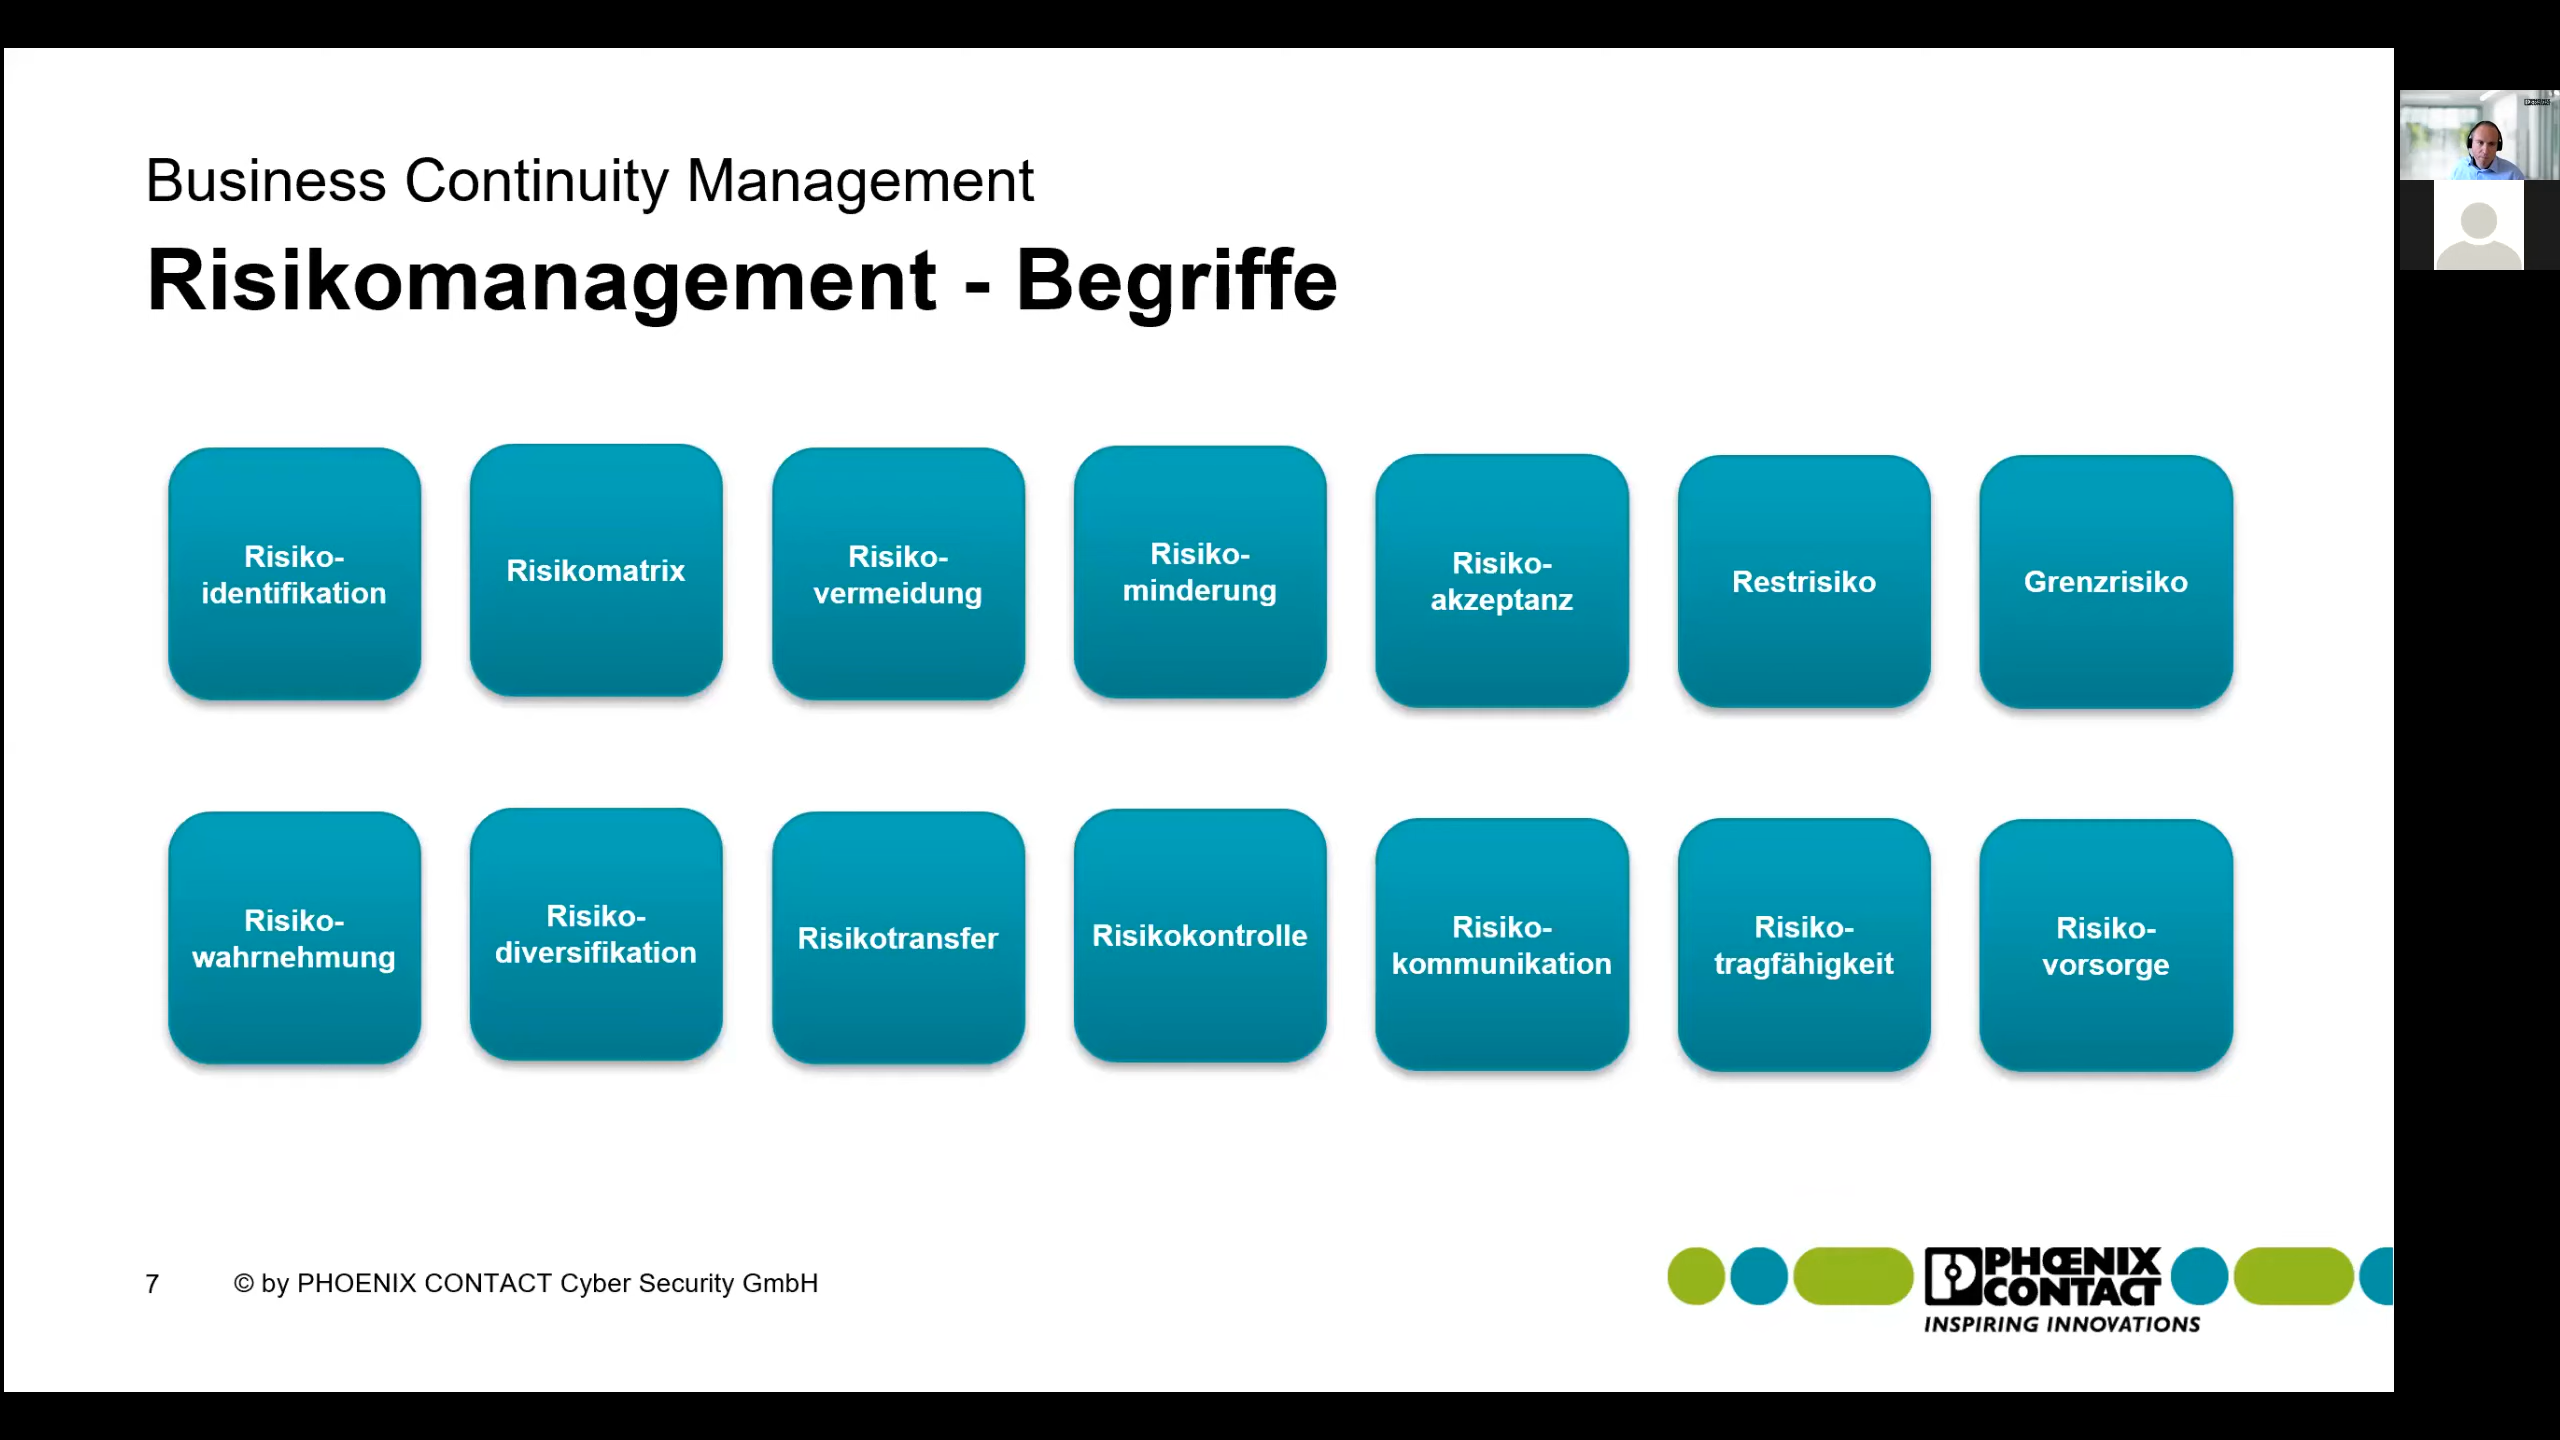 Business Continuity Management
Risikomanagement - Begriffe
Risiko-
identifikation
Risikomatrix
Risiko-
vermeidung
Risiko-
minderung
Risiko-
akzeptanz
Restrisiko
Grenzrisiko
Risiko-
wahrnehmung
Risiko-
diversifikation
Risikotransfer
Risikokontrolle
Risiko-
kommunikation
Risiko-
tragfähigkeit
Risiko-
vorsorge
7
© by PHOENIX CONTACT Cyber Security GmbH
PHŒNIX
CONTACT
INSPIRING INNOVATIONS